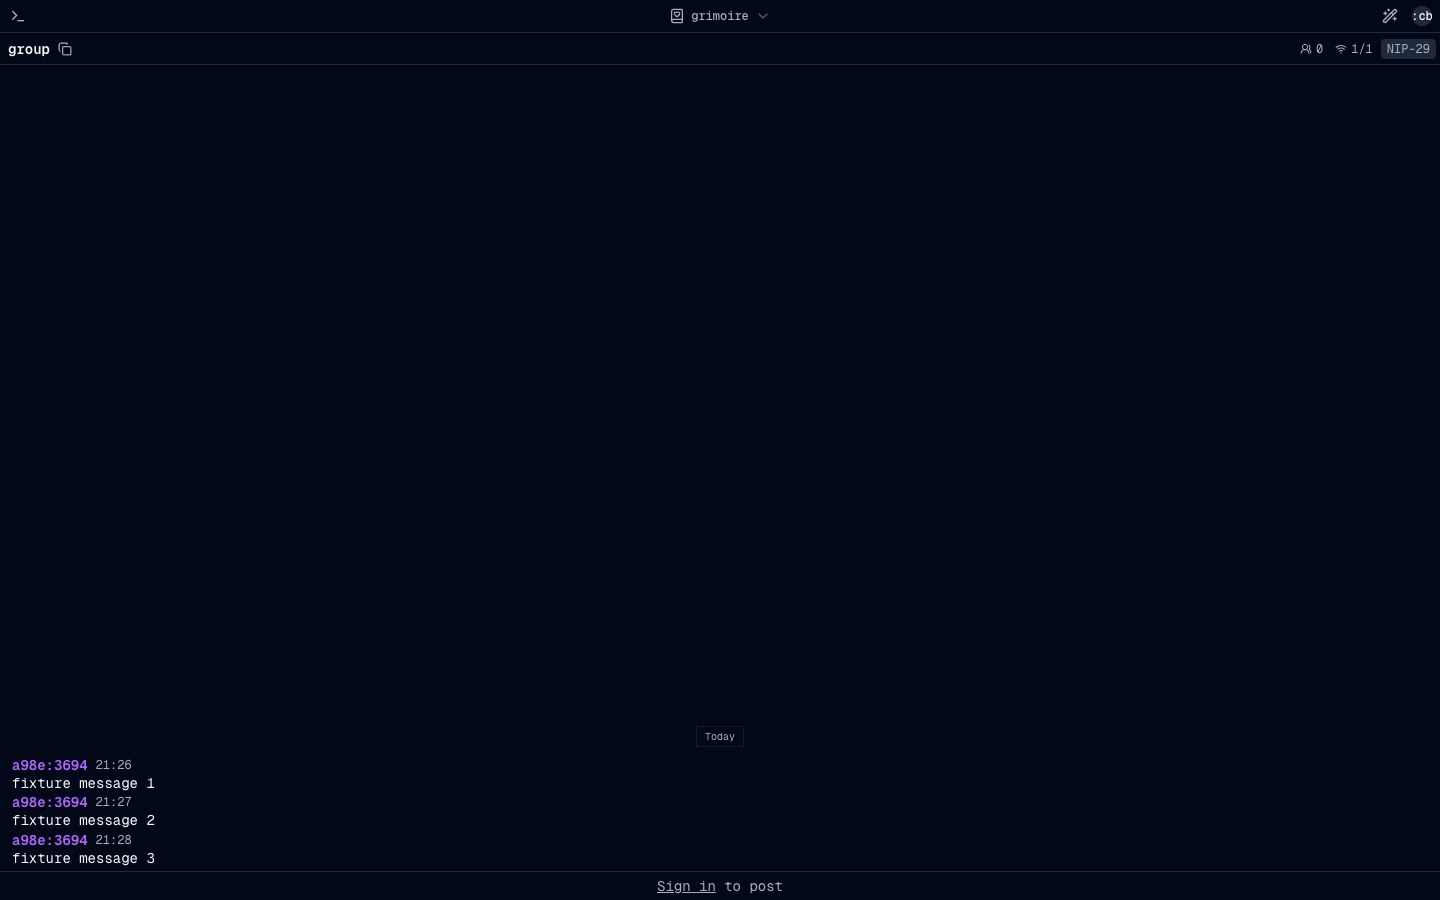 grimoire
:cb
group
0
1/1
NIP-29
Today
a98e:3694 21:26
fixture message 1
a98e:3694 21:27
fixture message 2
a98e:3694 21:28
fixture message 3
Sign in to post